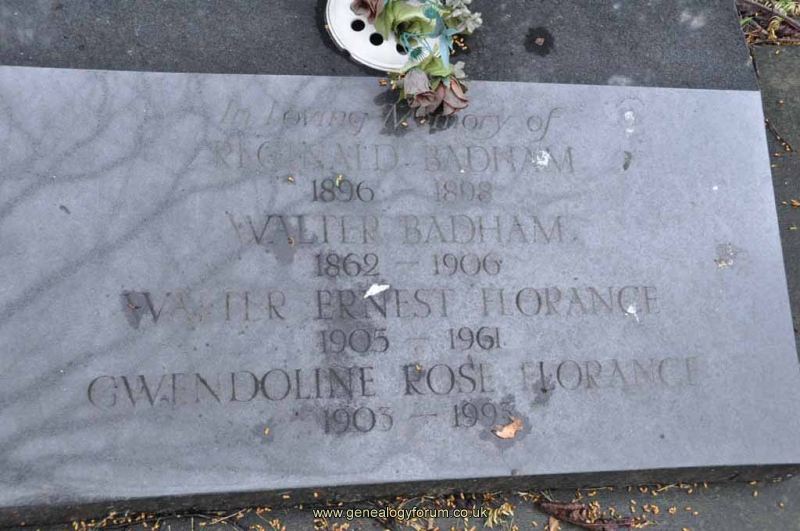 In Loving Memory of
REGINALD BADHAM
1896 – 1898
WALTER BADHAM
1862 – 1906
WALTER ERNEST FLORANCE
1905 – 1961
GWENDOLINE ROSE FLORANCE
1903 – 1993
www.genealogyforum.co.uk